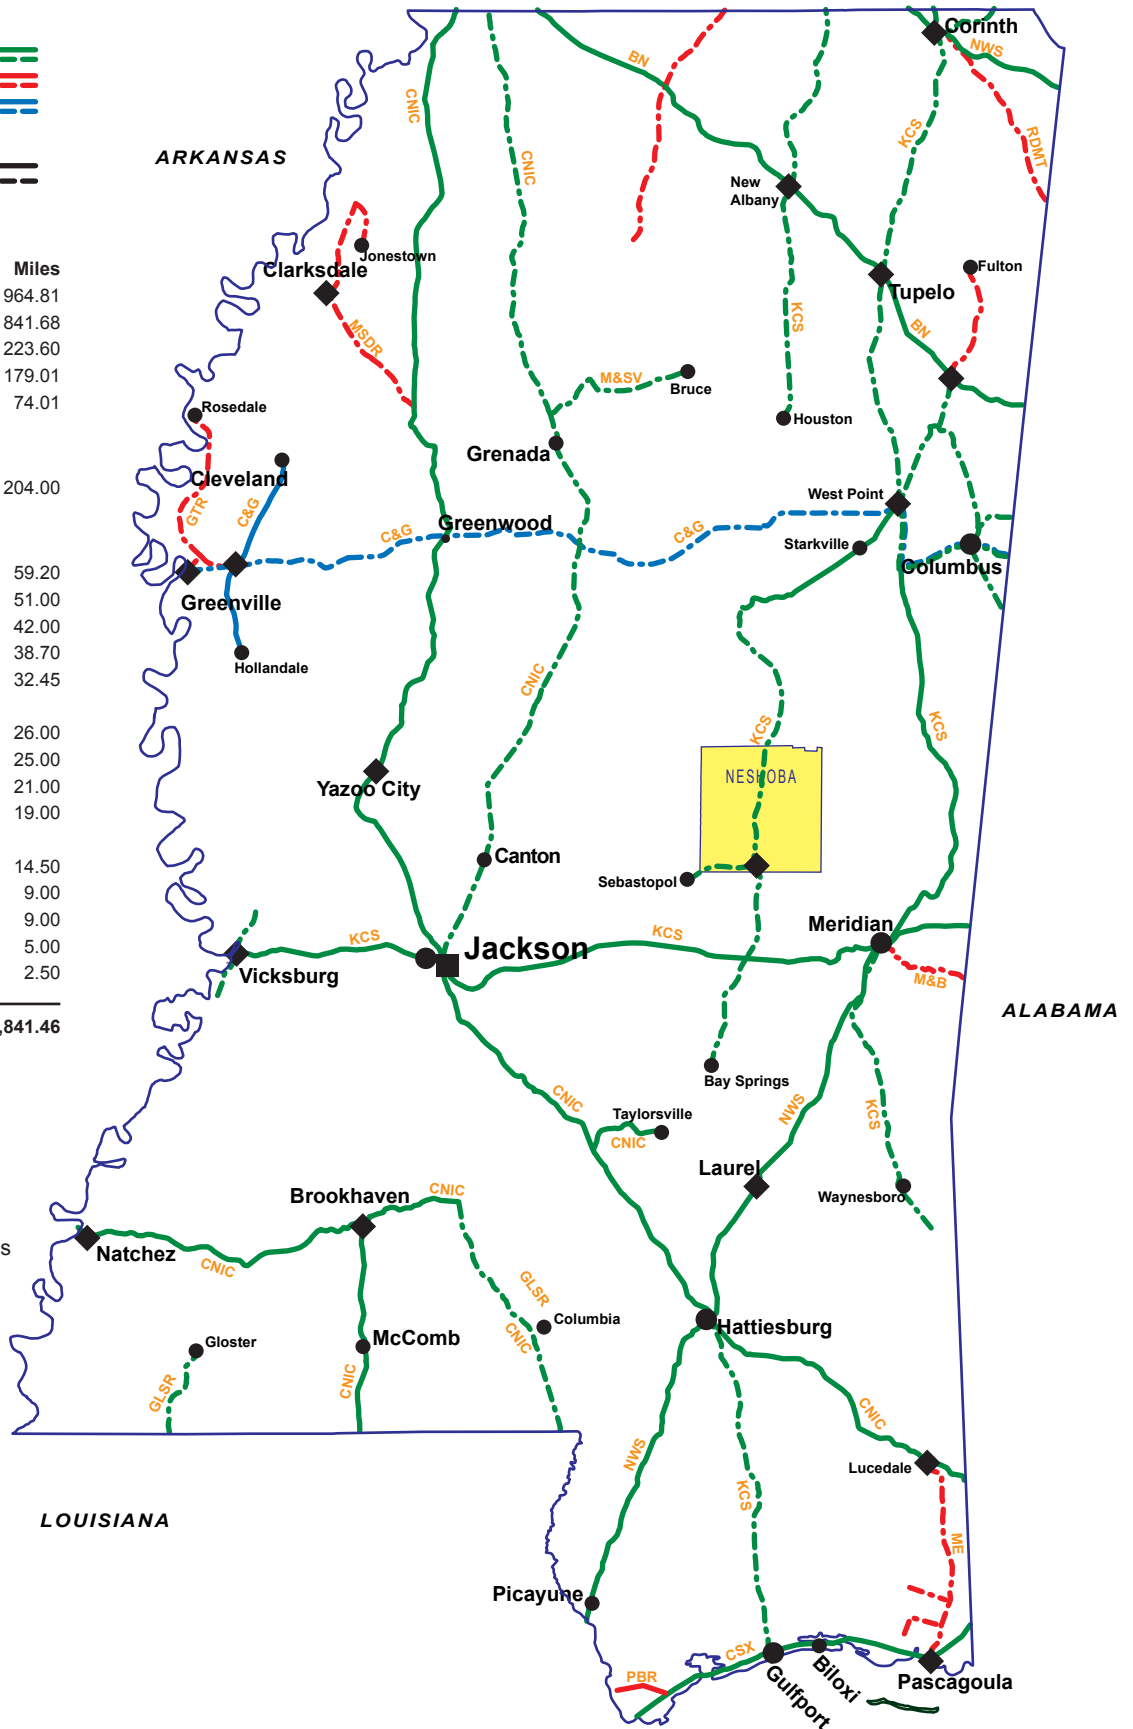 Corinth
NWS
BN
CNIC
KCS
RDMT
ARKANSAS
CNIC
New
Albany
Jonestown
Clarksdale
Fulton
Tupelo
Miles
964.81
841.68
223.60
179.01
74.01
204.00
59.20
51.00
42.00
38.70
32.45
26.00
25.00
21.00
19.00
14.50
9.00
9.00
5.00
2.50
,841.46
MSDR
KCS
BN
M&SV
Bruce
Rosedale
Houston
Grenada
Cleveland
West Point
GTR
C&G
Greenwood
C&G
C&G
Starkville
Columbus
Greenville
Hollandale
CNIC
KCS
KCS
NESHOBA
Yazoo City
Canton
Sebastopol
Meridian
KCS
KCS
Jackson
Vicksburg
M&B
ALABAMA
Bay Springs
CNIC
Taylorsville
NWS
KCS
CNIC
Laurel
Waynesboro
Brookhaven
CNIC
S
Natchez
CNIC
GLSR
Columbia
CNIC
Hattiesburg
Gloster
McComb
GLSR
CNIC
CNIC
NWS
Lucedale
KCS
LOUISIANA
ME
Picayune
CSX
PBR
Gulfport
Biloxi
Pascagoula